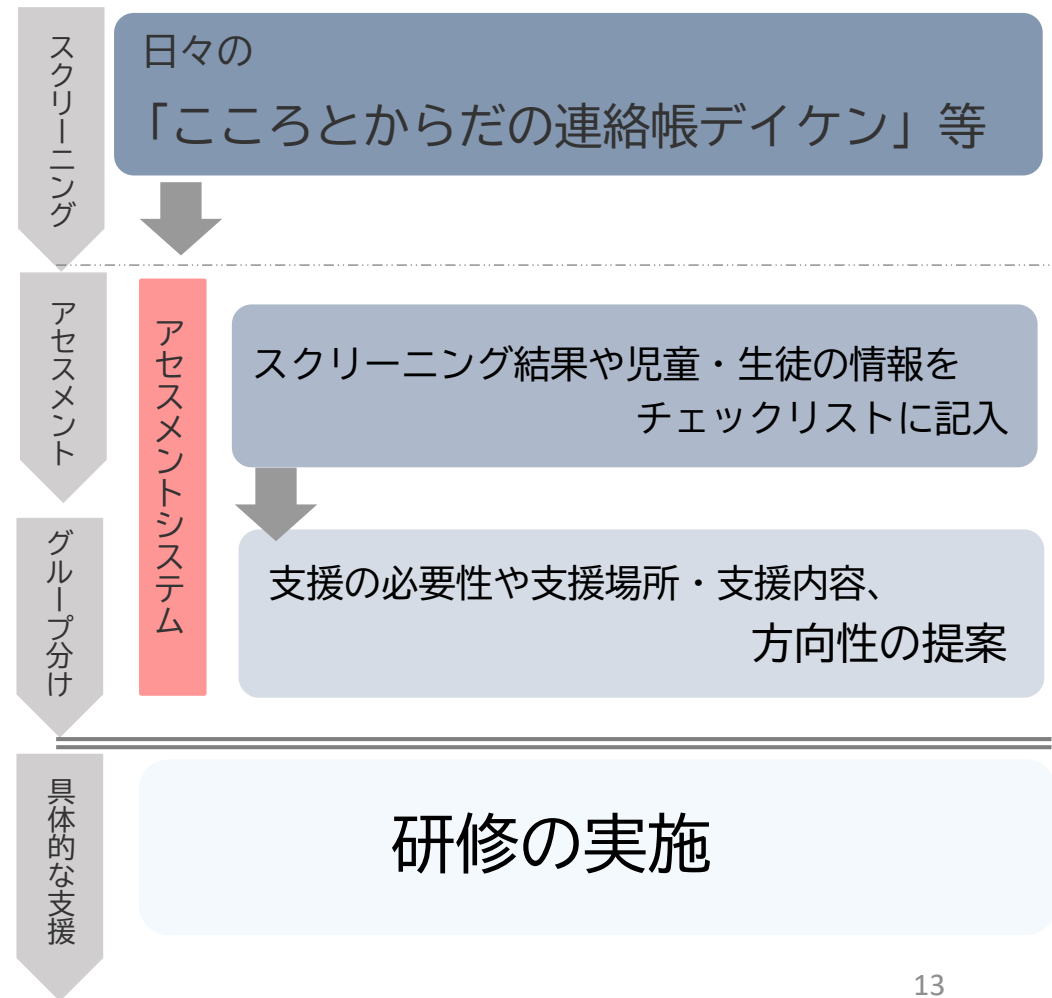 スクリーニング
日々の
「こころとからだの連絡帳デイケン」等
アセスメント
アセスメントシステム
スクリーニング結果や児童・生徒の情報を
チェックリストに記入
グループ分け
支援の必要性や支援場所・支援内容、
方向性の提案
具体的な支援
研修の実施
13